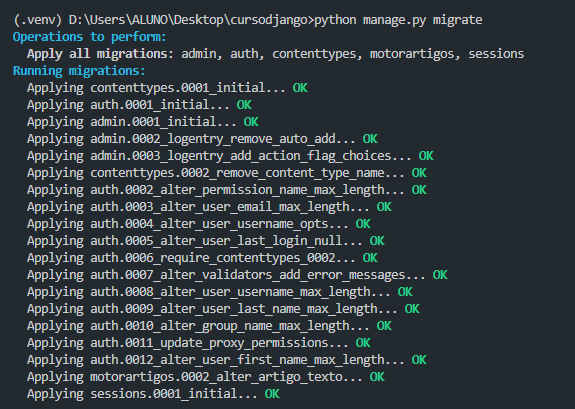 (.venv) D:\Users\ALUNO\Desktop\cursodjango>python manage.py migrate
Operations to perform:
  Apply all migrations: admin, auth, contenttypes, motorartigos, sessions
Running migrations:
  Applying contenttypes.0001_initial... OK
  Applying auth.0001_initial... OK
  Applying admin.0001_initial... OK
  Applying admin.0002_logentry_remove_auto_add... OK
  Applying admin.0003_logentry_add_action_flag_choices... OK
  Applying contenttypes.0002_remove_content_type_name... OK
  Applying auth.0002_alter_permission_name_max_length... OK
  Applying auth.0003_alter_user_email_max_length... OK
  Applying auth.0004_alter_user_username_opts... OK
  Applying auth.0005_alter_user_last_login_null... OK
  Applying auth.0006_require_contenttypes_0002... OK
  Applying auth.0007_alter_validators_add_error_messages... OK
  Applying auth.0008_alter_user_username_max_length... OK
  Applying auth.0009_alter_user_last_name_max_length... OK
  Applying auth.0010_alter_group_name_max_length... OK
  Applying auth.0011_update_proxy_permissions... OK
  Applying auth.0012_alter_user_first_name_max_length... OK
  Applying motorartigos.0002_alter_artigo_texto... OK
  Applying sessions.0001_initial... OK